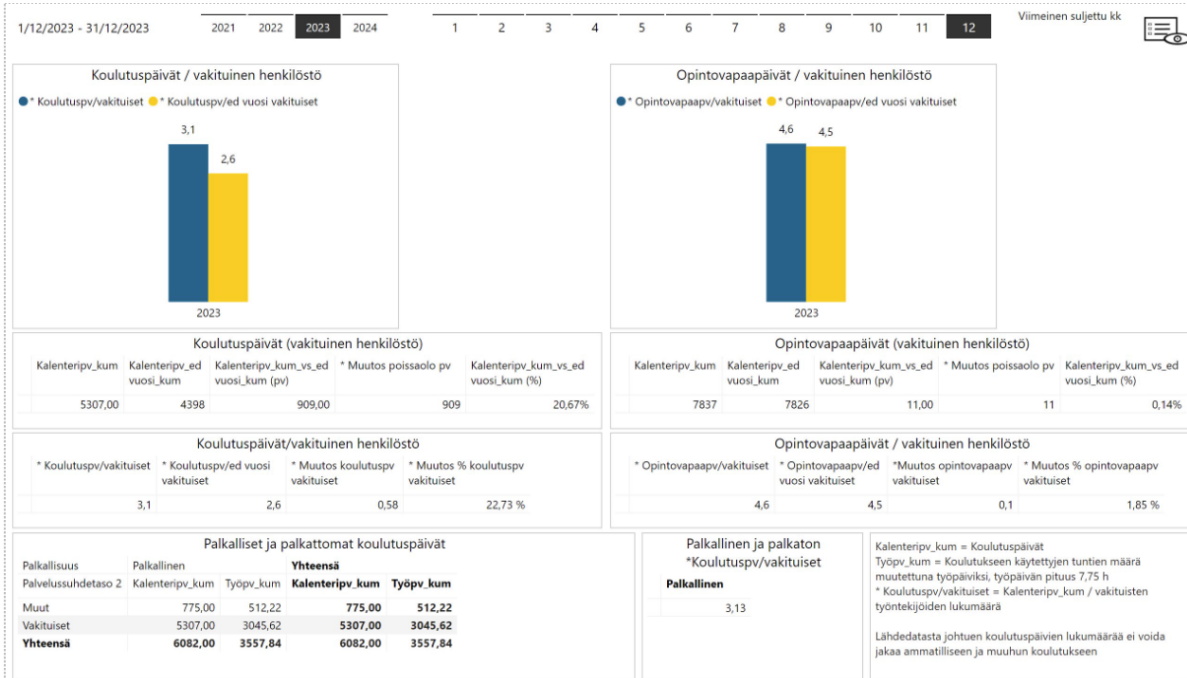 1/12/2023 - 31/12/2023
2021 2022 2023 2024
1 2 3 4 5 6 7 8 9 10 11 12
Viimeinen suljettu kk
Koulutuspäivät / vakituinen henkilöstö
* Koulutuspv/vakituiset * Koulutuspv/ed vuosi vakituiset
3,1
2,6
2023
Opintovapaapäivät / vakituinen henkilöstö
* Opintovapaapv/vakituiset * Opintovapaapv/ed vuosi vakituiset
4,6 4,5
2023
Koulutuspäivät (vakituinen henkilöstö)
Kalenteripv_kum Kalenteripv_ed Kalenteripv_kum_vs_ed * Muutos poissaolo pv Kalenteripv_kum_vs_ed
vuosi_kum vuosi_kum (pv) vuosi_kum (%)
5307,00 4398 909,00 909 20,67%
Opintovapaapäivät (vakituinen henkilöstö)
Kalenteripv_kum Kalenteripv_ed Kalenteripv_kum_vs_ed * Muutos poissaolo pv Kalenteripv_kum_vs_ed
vuosi_kum vuosi_kum (pv) vuosi_kum (%)
7837 7826 11,00 11 0,14%
Koulutuspäivät/vakituinen henkilöstö
* Koulutuspv/vakituiset * Koulutuspv/ed vuosi * Muutos koulutuspv * Muutos % koulutuspv
vakituiset vakituiset vakituiset
3,1 2,6 0,58 22,73 %
Opintovapaapäivät / vakituinen henkilöstö
* Opintovapaapv/vakituiset * Opintovapaapv/ed *Muutos opintovapaapv * Muutos % opintovapaapv
vuosi vakituiset vakituiset vakituiset
4,6 4,5 0,1 1,85 %
Palkalliset ja palkattomat koulutuspäivät
Palkallisuus Palkallinen Yhteensä
Palvelussuhdetaso 2 Kalenteripv_kum Työpv_kum Kalenteripv_kum Työpv_kum
Muut 775,00 512,22 775,00 512,22
Vakituiset 5307,00 3045,62 5307,00 3045,62
Yhteensä 6082,00 3557,84 6082,00 3557,84
Palkallinen ja palkaton
*Koulutuspv/vakituiset
Palkallinen
3,13
Kalenteripv_kum = Koulutuspäivät
Työpv_kum = Koulutukseen käytettyjen tuntien määrä
muutettuna työpäiviksi, työpäivän pituus 7,75 h
* Koulutuspv/vakituiset = Kalenteripv_kum / vakituisten
työntekijöiden lukumäärä
Lähdedatasta johtuen koulutuspäivien lukumäärää ei voida
jakaa ammatilliseen ja muuhun koulutukseen